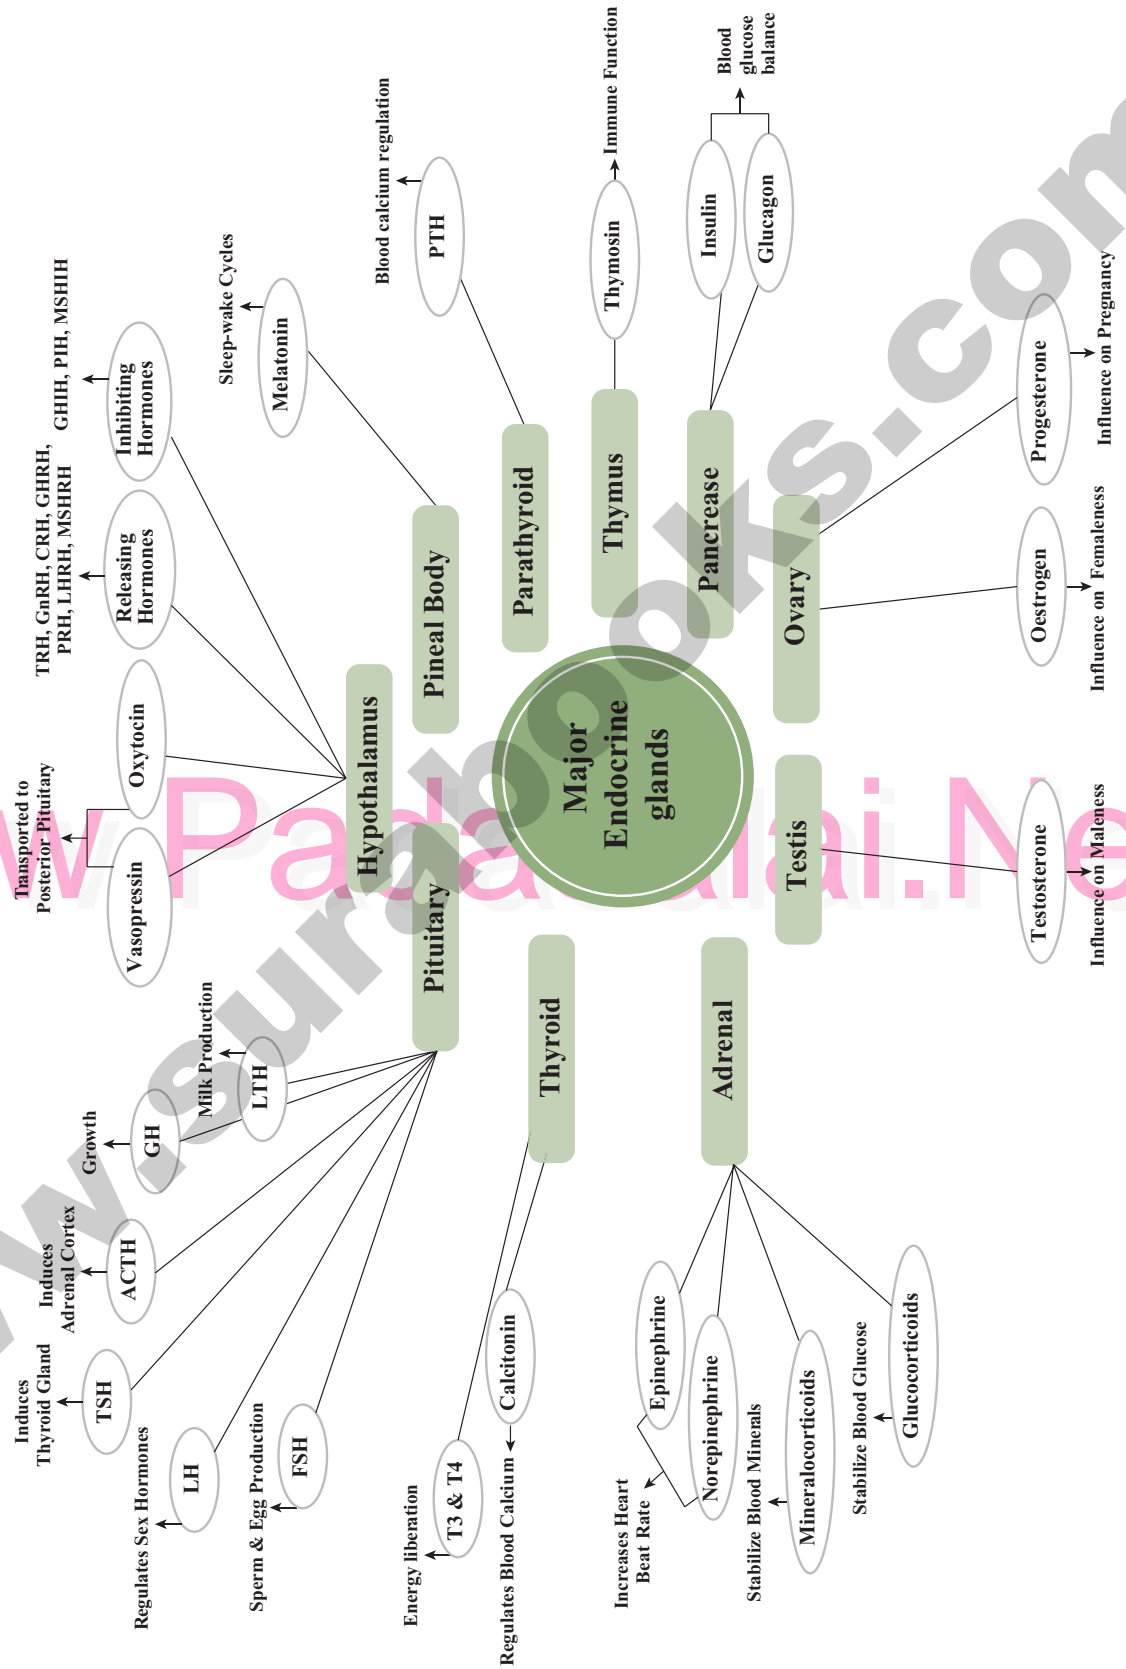 Major
Endocrine
glands
Hypothalamus
Vasopressin
Oxytocin
Transported to
Posterior Pituitary
Releasing
Hormones
TRH, GnRH, CRH, GHRH,
PRH, LHRH, MSHRH
Inhibiting
Hormones
GHIH, PIH, MSHIH
Pineal Body
Melatonin
Sleep-wake Cycles
Parathyroid
PTH
Blood calcium regulation
Thymus
Thymosin
Immune Function
Pancrease
Insulin
Glucagon
Blood
glucose
balance
Ovary
Oestrogen
Influence on Femaleness
Progesterone
Influence on Pregnancy
Testis
Testosterone
Influence on Maleness
Adrenal
Epinephrine
Norepinephrine
Increases Heart
Beat Rate
Mineralocorticoids
Stabilize Blood Minerals
Glucocorticoids
Stabilize Blood Glucose
Thyroid
T3 & T4
Energy liberation
Calcitonin
Regulates Blood Calcium
Pituitary
FSH
Sperm & Egg Production
LH
Regulates Sex Hormones
TSH
Induces
Thyroid Gland
ACTH
Induces
Adrenal Cortex
GH
Growth
LTH
Milk Production
w.surabooks.com
w Padasalai.Ne